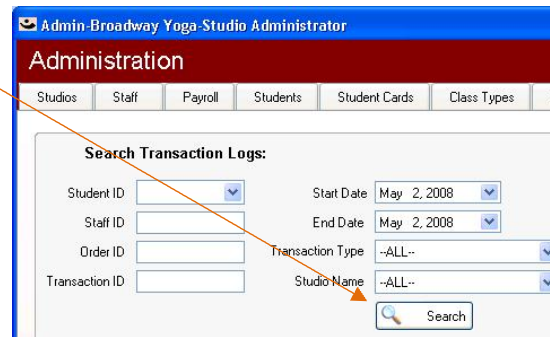 Admin-Broadway Yoga-Studio Administrator
Administration
Studios Staff Payroll Students Student Cards Class Types
Search Transaction Logs:
Student ID Start Date May 2, 2008
Staff ID End Date May 2, 2008
Order ID Transaction Type --ALL--
Transaction ID Studio Name --ALL--
Search